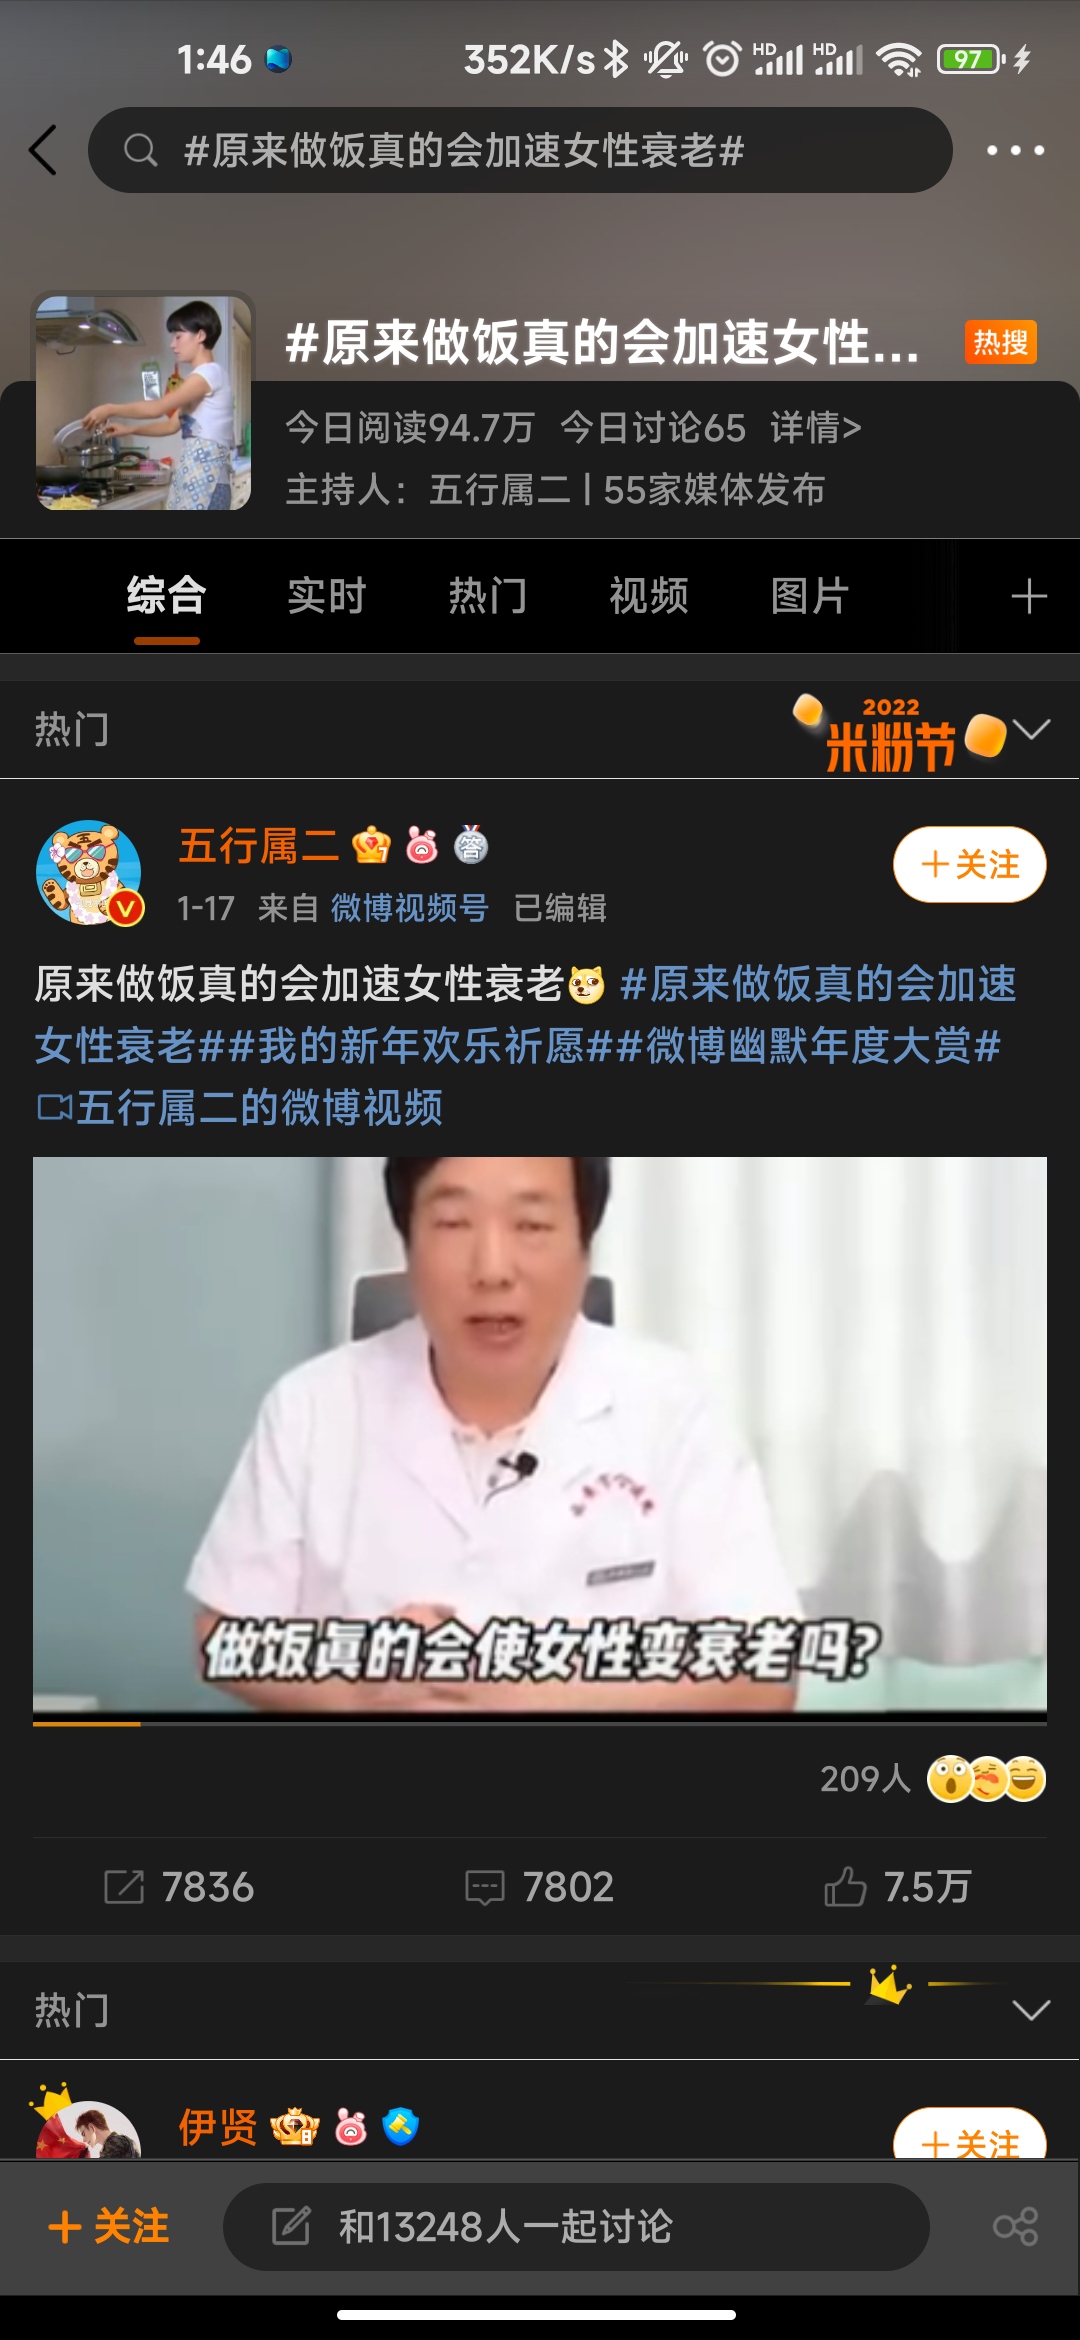 1:46
352K/s
HD
HD
97
#原来做饭真的会加速女性衰老#
#原来做饭真的会加速女性...
热搜
今日阅读94.7万 今日讨论65 详情>
主持人：五行属二 | 55家媒体发布
综合 实时 热门 视频 图片
热门
2022
米粉节
五行属二
答
+关注
1-17 来自 微博视频号 已编辑
原来做饭真的会加速女性衰老 #原来做饭真的会加速
女性衰老##我的新年欢乐祈愿##微博幽默年度大赏#
五行属二的微博视频
做饭真的会使女性变衰老吗?
209人
7836 7802 7.5万
热门
伊贤
+关注
+关注
和13248人一起讨论